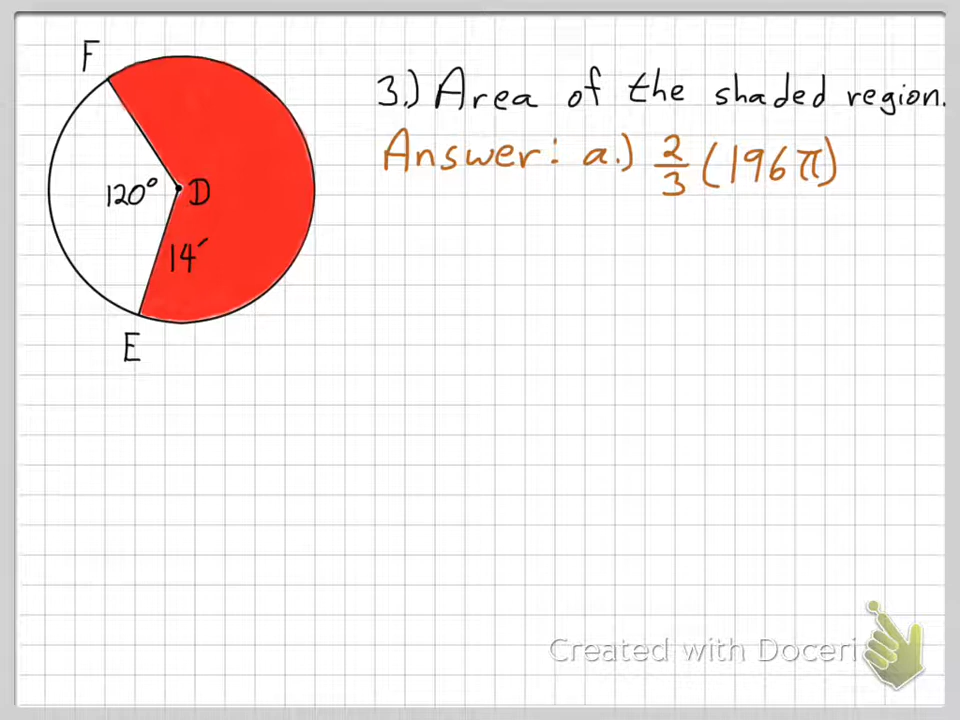 F
3.) Area of the shaded region.
Answer: a.) 2/3 (196π)
120° D
14'
E
Created with Doceri